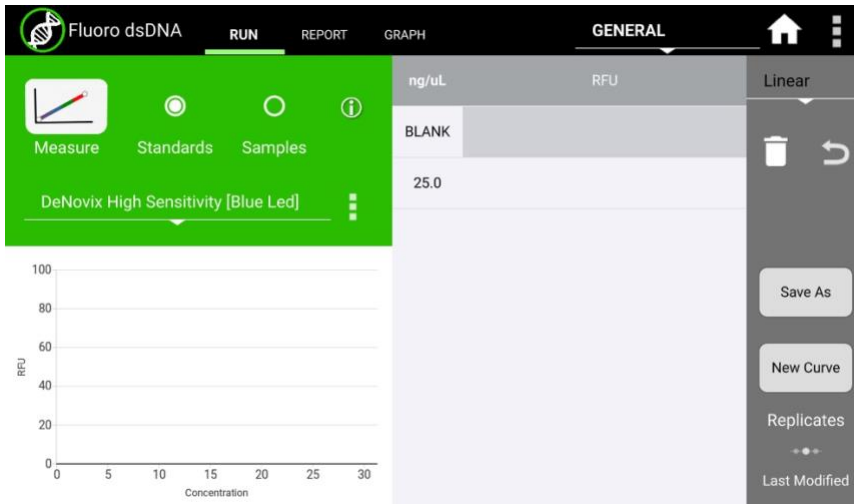 Fluoro dsDNA RUN REPORT GRAPH GENERAL
ng/uL RFU Linear
Measure Standards Samples
BLANK
25.0
DeNovix High Sensitivity [Blue Led]
100
80
60
40
20
0
RFU
0 5 10 15 20 25 30
Concentration
Save As
New Curve
Replicates
Last Modified